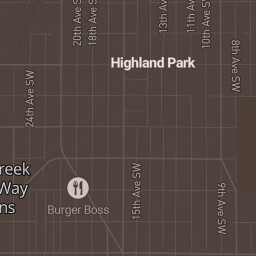 20th Ave SW
18th Ave SW
13th Ave
11th Ave SW
10th Ave SW
8th Ave SW
Highland Park
24th Ave SW
reek
Way
ns
Burger Boss
15th Ave SW
9th Ave SW